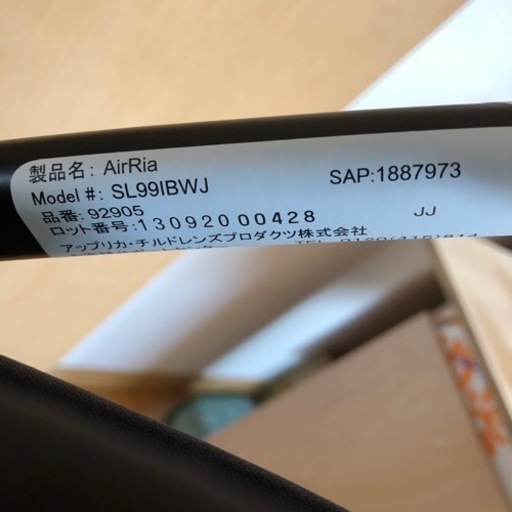 製品名: AirRia
Model #: SL99IBWJ
SAP:1887973
品番: 92905
ロット番号:13092000428
JJ
アップリカ・チルドレンズプロダクツ株式会社